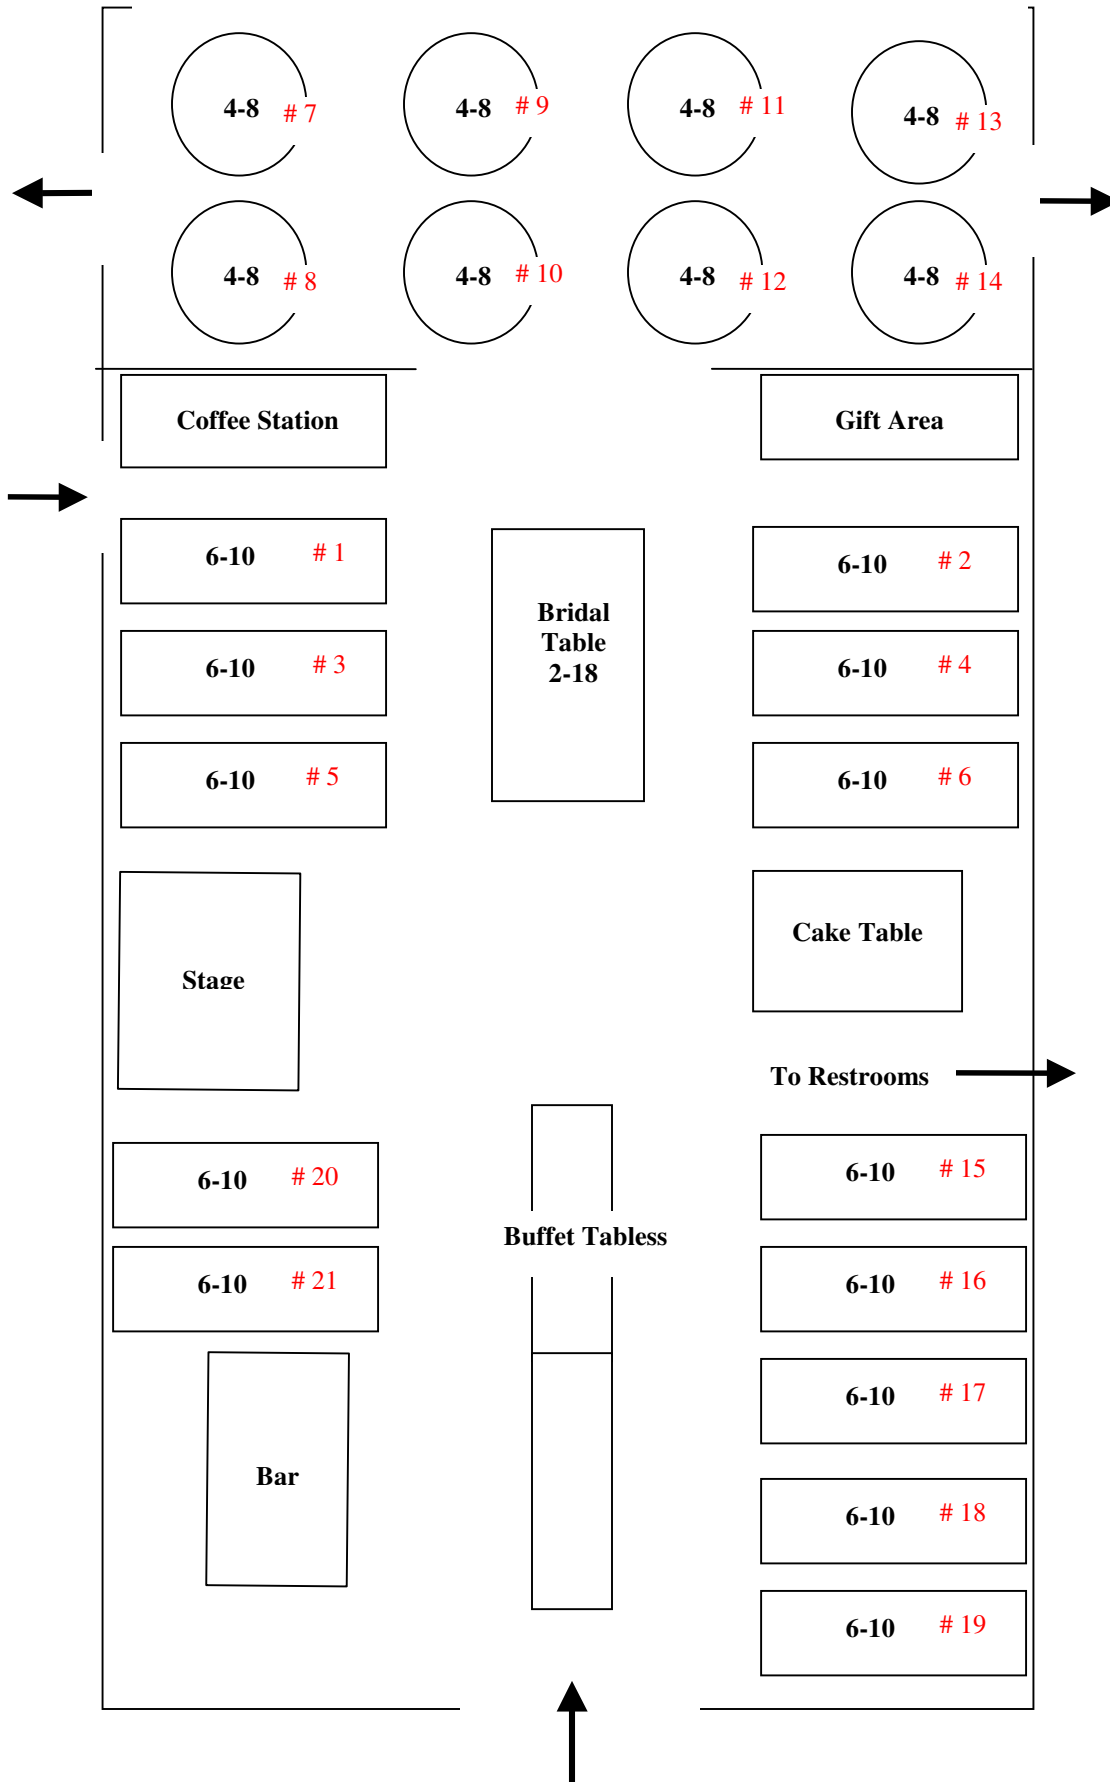 4-8 # 7
4-8 # 9
4-8 # 11
4-8 # 13
4-8 # 8
4-8 # 10
4-8 # 12
4-8 # 14
Coffee Station
Gift Area
6-10 # 1
6-10 # 2
Bridal
Table
2-18
6-10 # 3
6-10 # 4
6-10 # 5
6-10 # 6
Cake Table
Stage
To Restrooms
6-10 # 20
6-10 # 15
Buffet Tabless
6-10 # 21
6-10 # 16
6-10 # 17
Bar
6-10 # 18
6-10 # 19